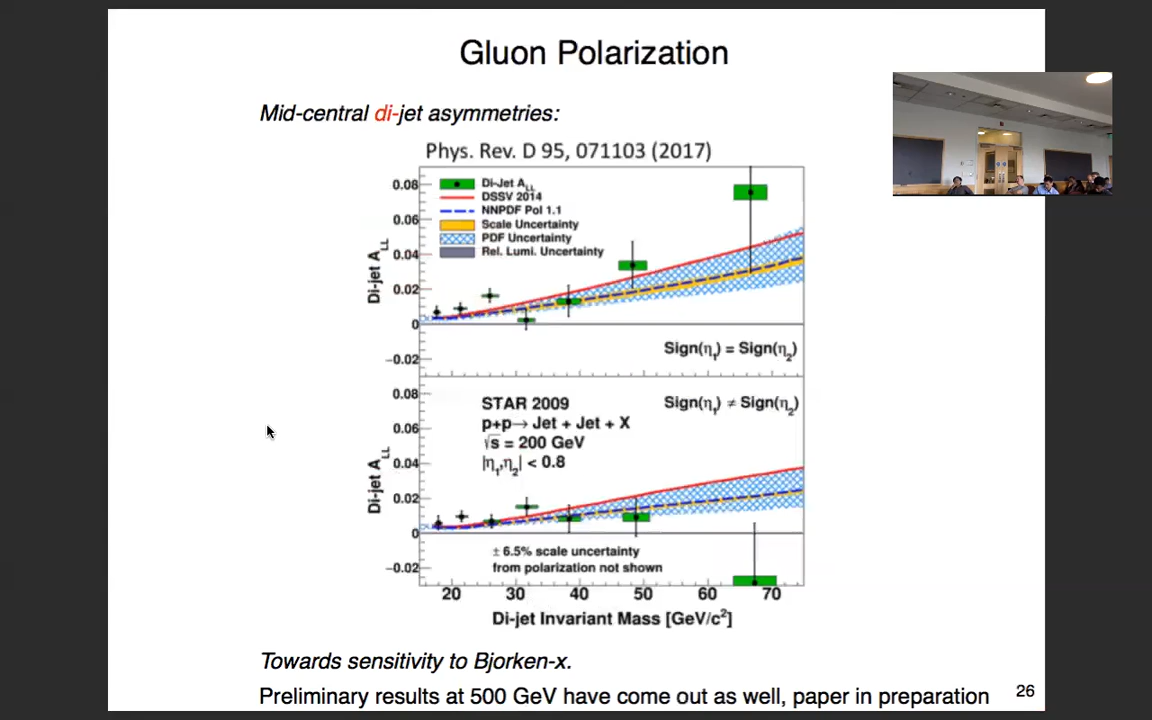 Gluon Polarization
Mid-central di-jet asymmetries:
Phys. Rev. D 95, 071103 (2017)
Di-Jet A_LL
DSSV 2014
NNPDF Pol 1.1
Scale Uncertainty
PDF Uncertainty
Rel. Lumi. Uncertainty
Di-jet A_LL
0.08
0.06
0.04
0.02
0
−0.02
Sign(η₁) = Sign(η₂)
STAR 2009
p+p→ Jet + Jet + X
√s = 200 GeV
|η₁,η₂| < 0.8
Sign(η₁) ≠ Sign(η₂)
Di-jet A_LL
0.08
0.06
0.04
0.02
0
−0.02
± 6.5% scale uncertainty
from polarization not shown
20 30 40 50 60 70
Di-jet Invariant Mass [GeV/c²]
Towards sensitivity to Bjorken-x.
Preliminary results at 500 GeV have come out as well, paper in preparation
26